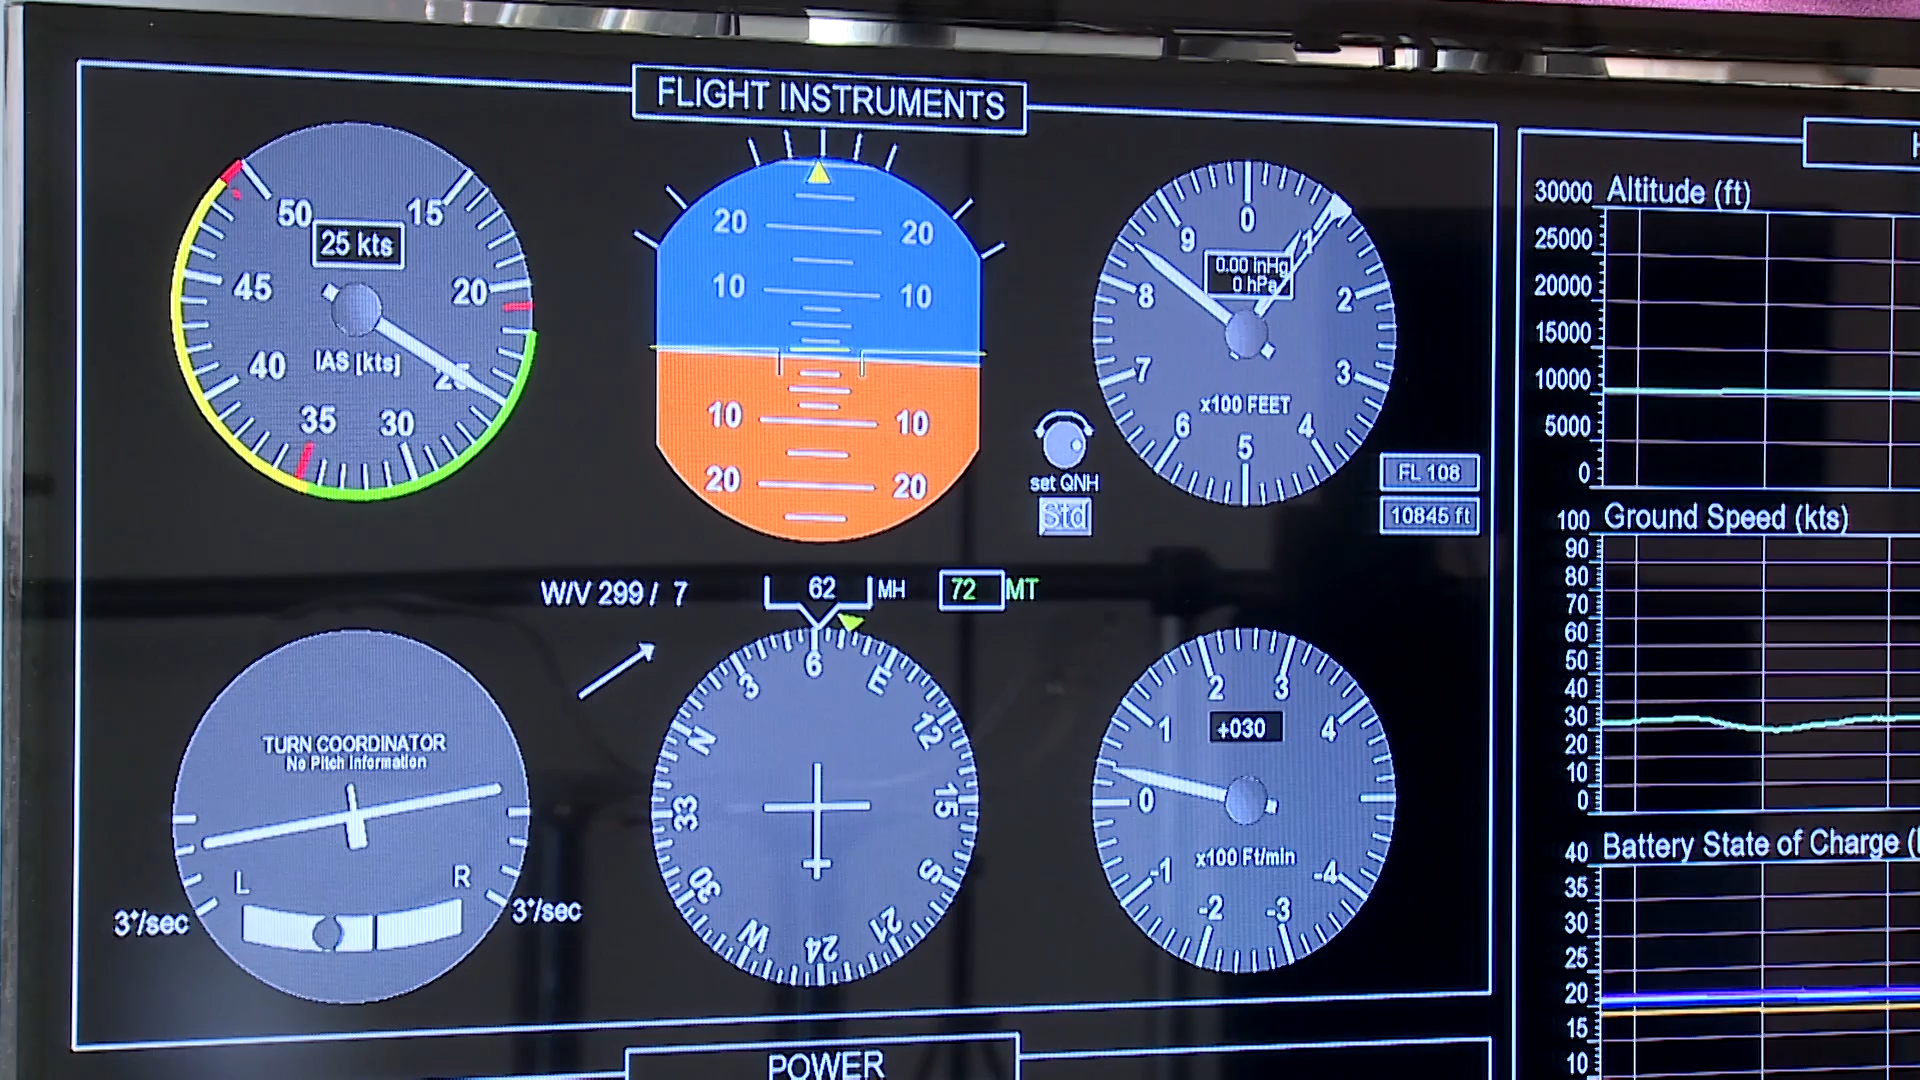 FLIGHT INSTRUMENTS
50 15
25 kts
45 20
IAS [kts]
40 25
35 30
20 20
10 10
10 10
20 20
0
9 1
0.00 inHg
0 hPa
8 2
7 3
x100 FEET
6 4
5
set QNH
Std
FL 108
10845 ft
W/V 299 / 7
62 MH
72 MT
TURN COORDINATOR
No Pitch Information
L R
3°/sec 3°/sec
6
3 E
N 12
33 15
30 S
W 21
24
2 3
1 +030 4
0
x100 Ft/min
-1 -4
-2 -3
POWER
Altitude (ft)
30000
25000
20000
15000
10000
5000
0
Ground Speed (kts)
100
90
80
70
60
50
40
30
20
10
0
Battery State of Charge
40
35
30
25
20
15
10